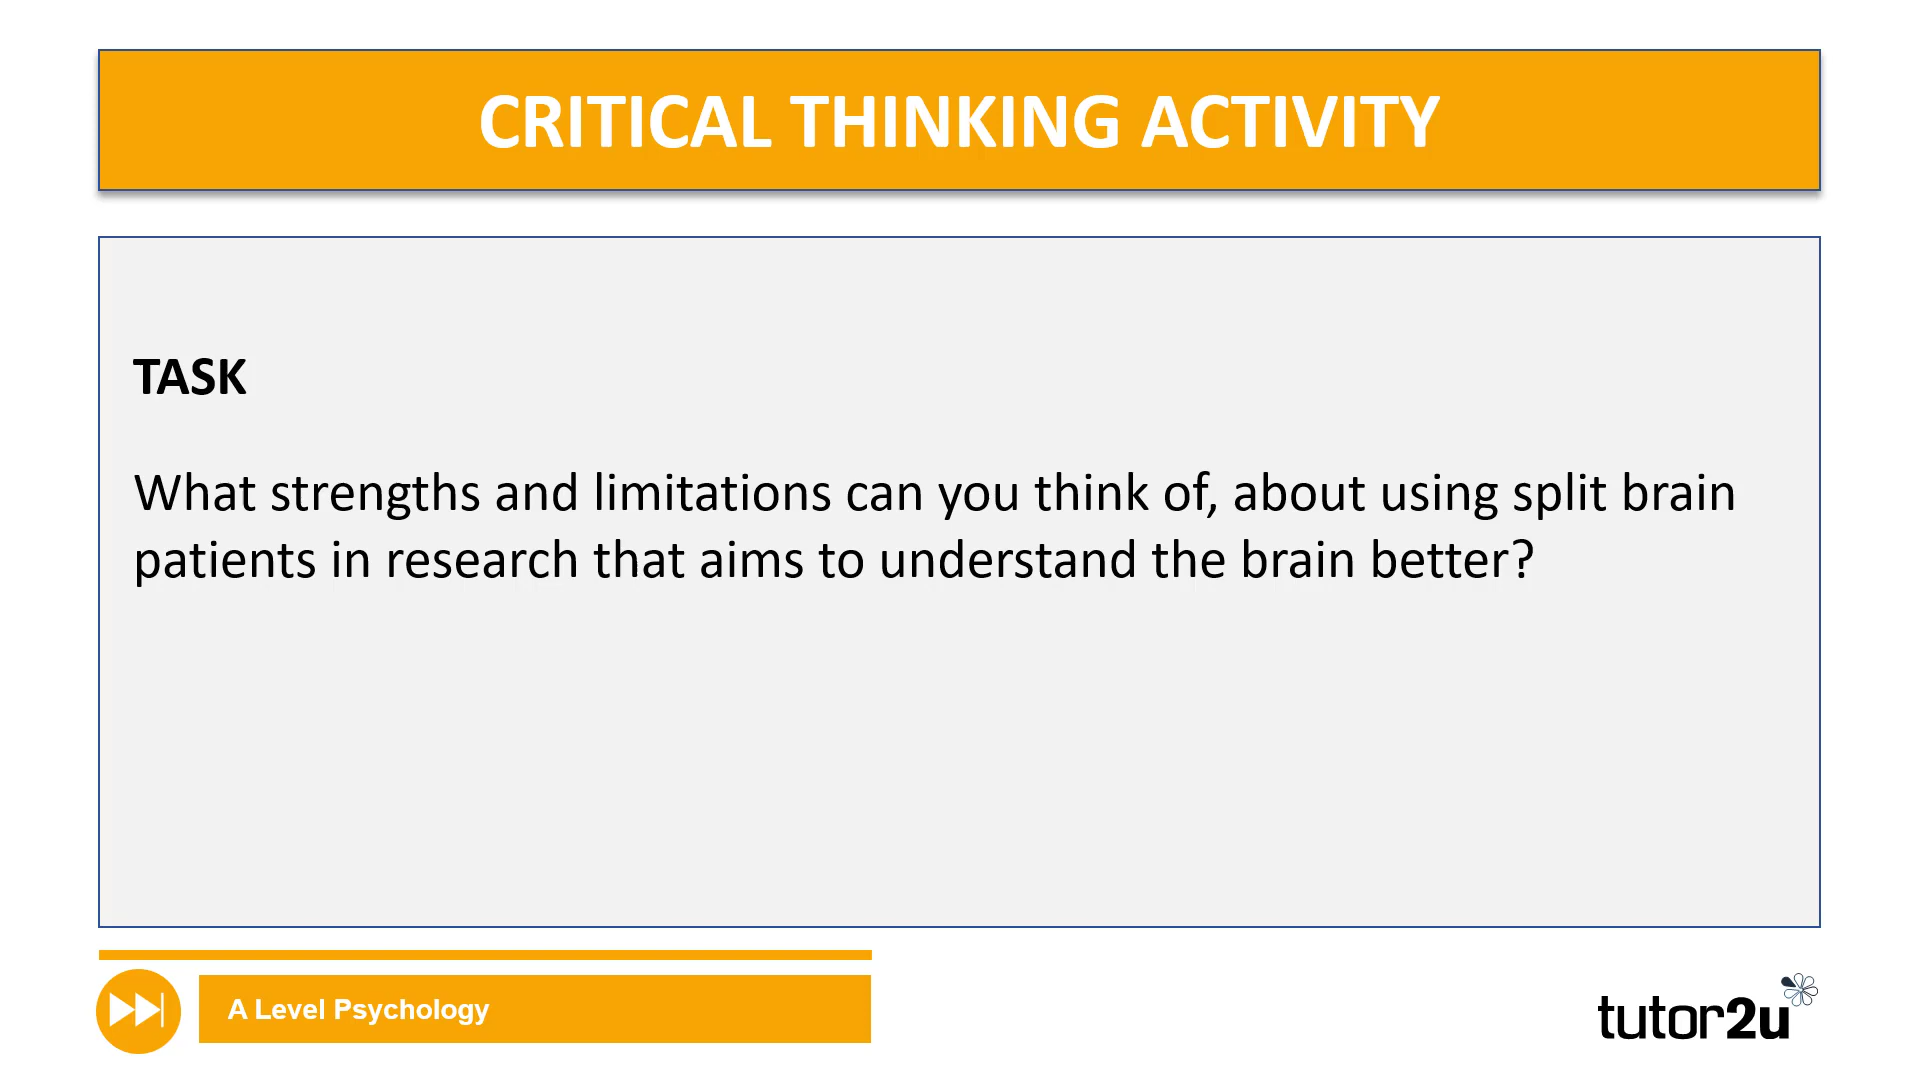 CRITICAL THINKING ACTIVITY
TASK
What strengths and limitations can you think of, about using split brain
patients in research that aims to understand the brain better?
A Level Psychology
tutor2u